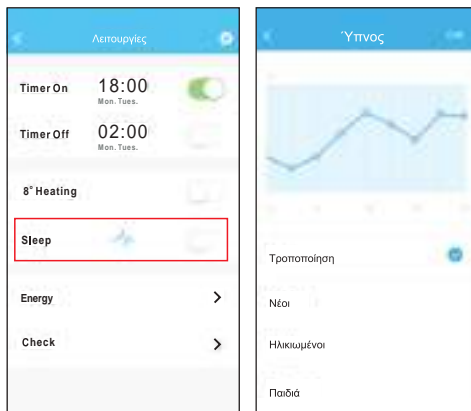 Λειτουργίες
Timer On 18:00
Mon. Tues.
Timer Off 02:00
Mon. Tues.
8° Heating
Sleep
Energy
Check
Ύπνος
Τροποποίηση
Νέοι
Ηλικιωμένοι
Παιδιά